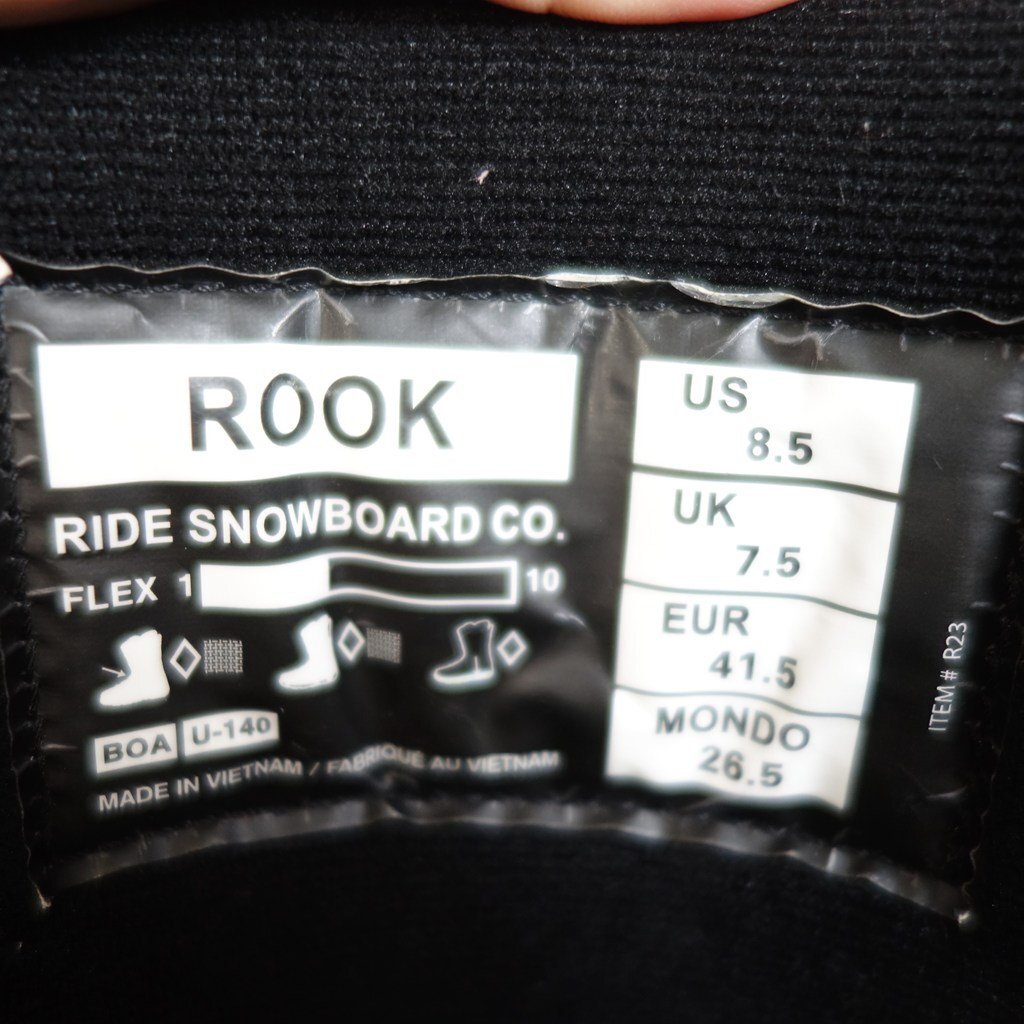 ROOK
RIDE SNOWBOARD CO.
FLEX 1 10
BOA U-140
MADE IN VIETNAM / FABRIQUÉ AU VIETNAM
US
8.5
UK
7.5
EUR
41.5
MONDO
26.5
ITEM # R23